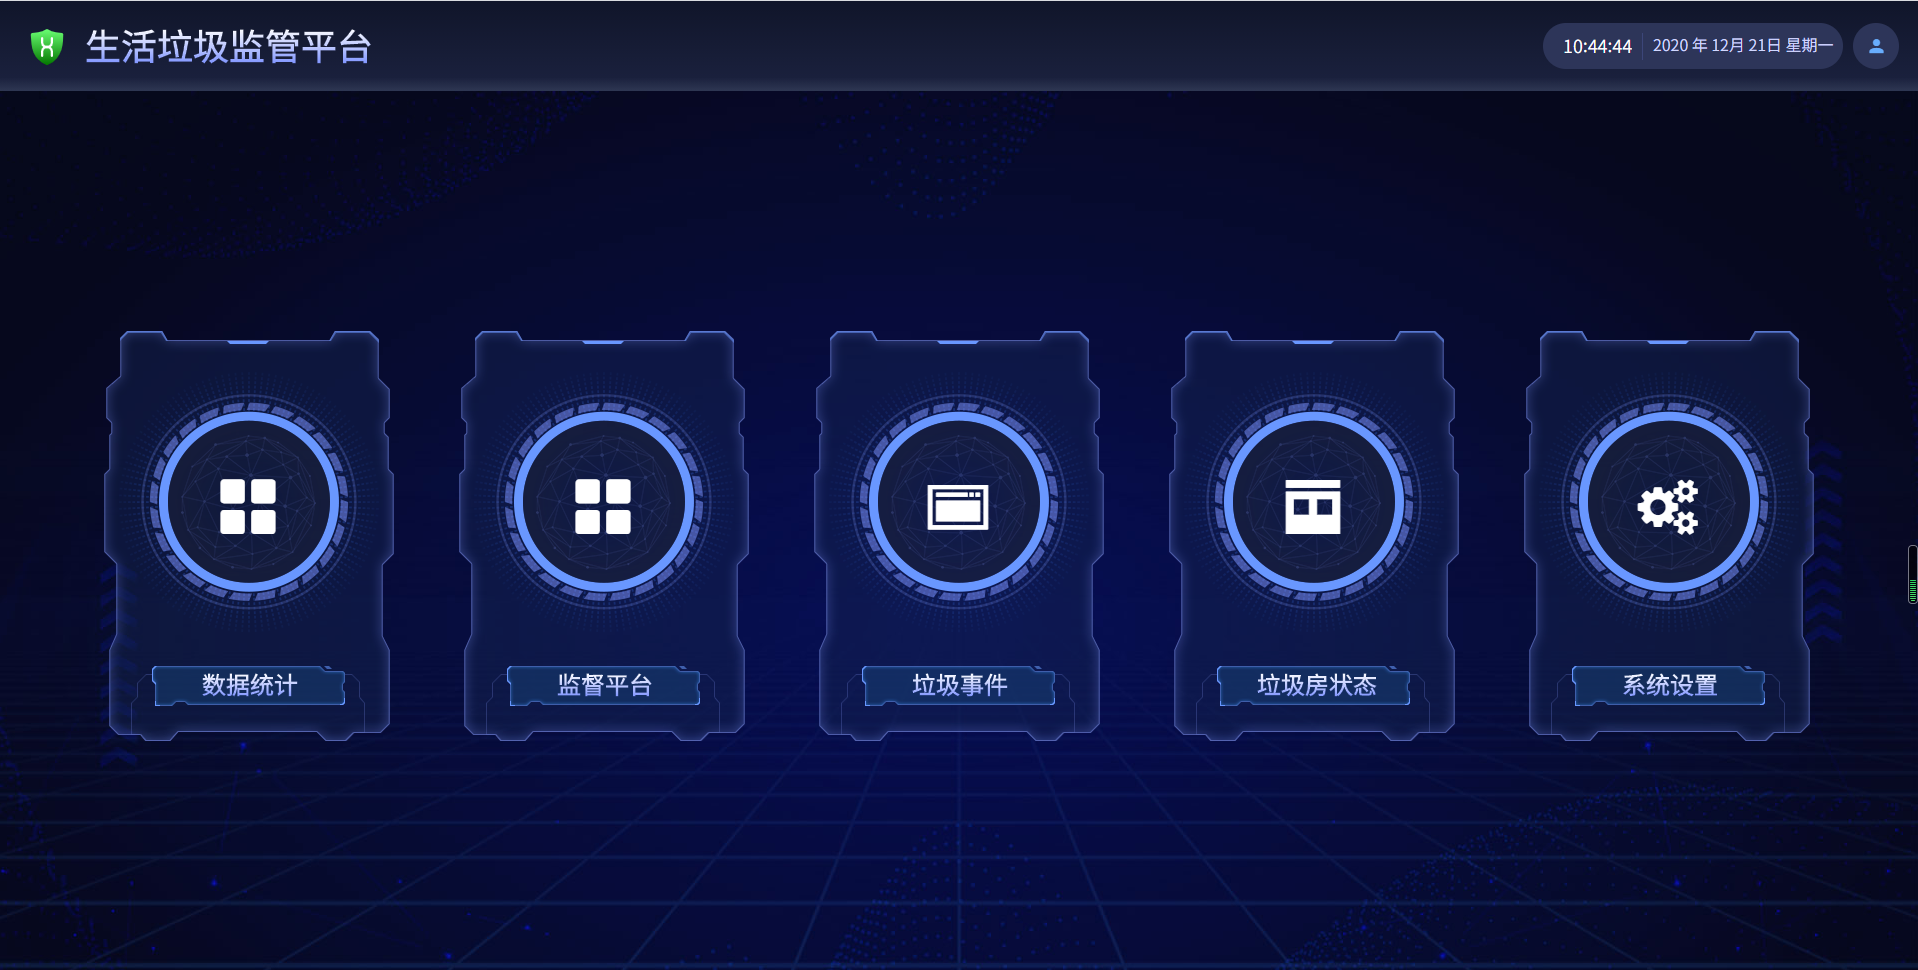 生活垃圾监管平台
10:44:44
2020 年 12月 21日 星期一
数据统计
监督平台
垃圾事件
垃圾房状态
系统设置